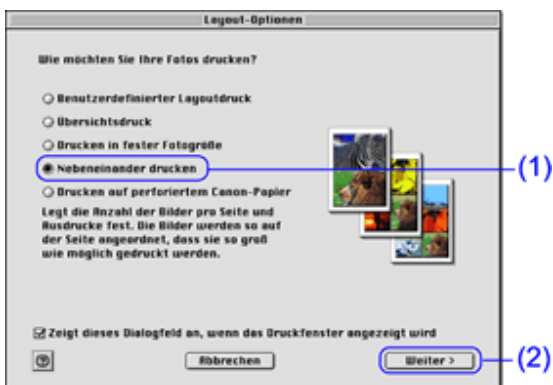 Layout-Optionen
Wie möchten Sie Ihre Fotos drucken?
Benutzerdefinierter Layoutdruck
Übersichtsdruck
Drucken in fester Fotogröße
Nebeneinander drucken
(1)
Drucken auf perforiertem Canon-Papier
Legt die Anzahl der Bilder pro Seite und
Ausdrucke fest. Die Bilder werden so auf
der Seite angeordnet, dass sie so groß
wie möglich gedruckt werden.
Zeigt dieses Dialogfeld an, wenn das Druckfenster angezeigt wird
?
Abbrechen
Weiter >
(2)